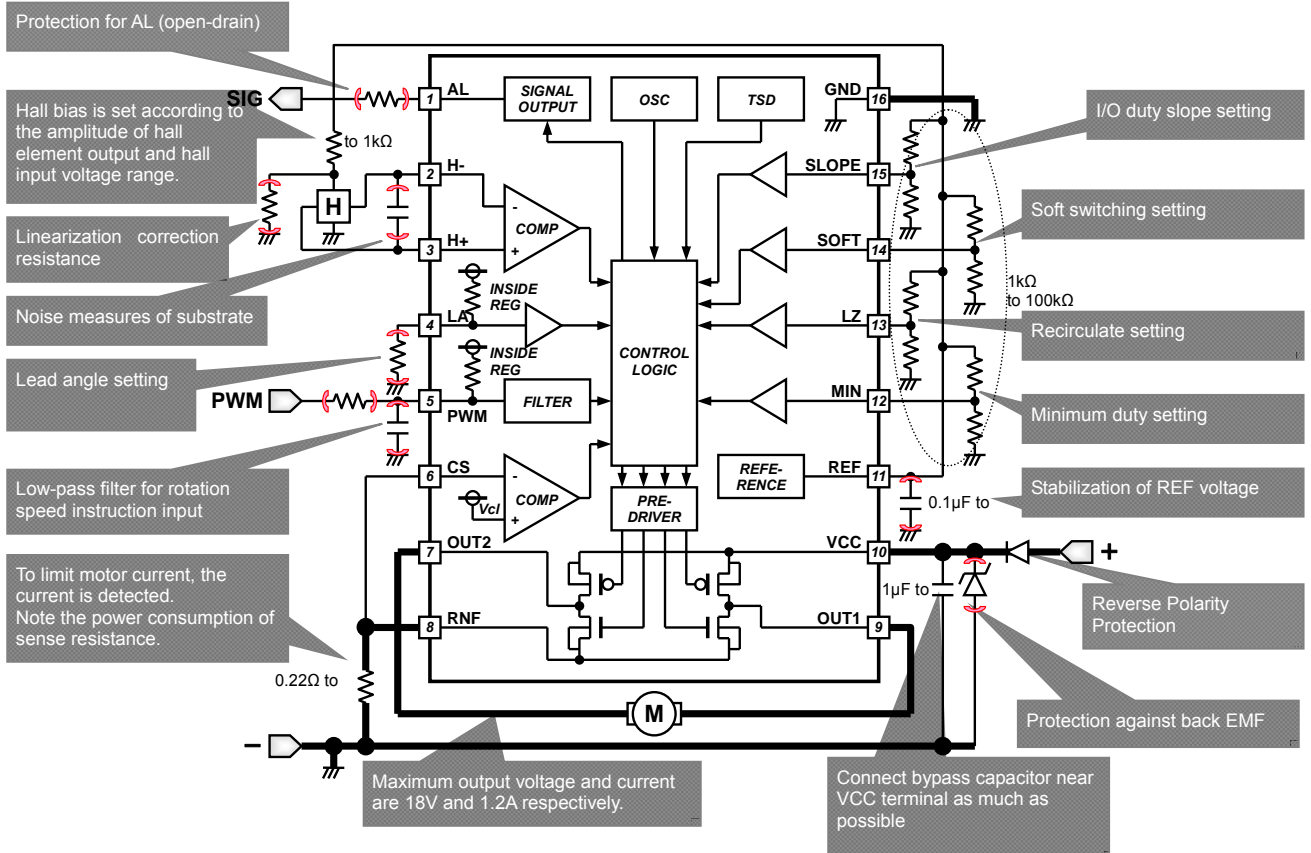 Protection for AL (open-drain)
SIG
Hall bias is set according to
the amplitude of hall
element output and hall
input voltage range.
to 1kΩ
Linearization correction
resistance
Noise measures of substrate
Lead angle setting
PWM
Low-pass filter for rotation
speed instruction input
To limit motor current, the
current is detected.
Note the power consumption of
sense resistance.
0.22Ω to
−
H
1
AL
2
H-
3
H+
4
LA
5
PWM
6
CS
7
OUT2
8
RNF
SIGNAL
OUTPUT
OSC
TSD
-
COMP
+
INSIDE
REG
INSIDE
REG
FILTER
CONTROL
LOGIC
-
COMP
Vcl
+
PRE-
DRIVER
REFE-
RENCE
M
GND
16
SLOPE
15
SOFT
14
LZ
13
MIN
12
REF
11
VCC
10
OUT1
9
I/O duty slope setting
Soft switching setting
1kΩ
to 100kΩ
Recirculate setting
Minimum duty setting
0.1µF to
Stabilization of REF voltage
+
1µF to
Reverse Polarity
Protection
Protection against back EMF
Maximum output voltage and current
are 18V and 1.2A respectively.
Connect bypass capacitor near
VCC terminal as much as
possible